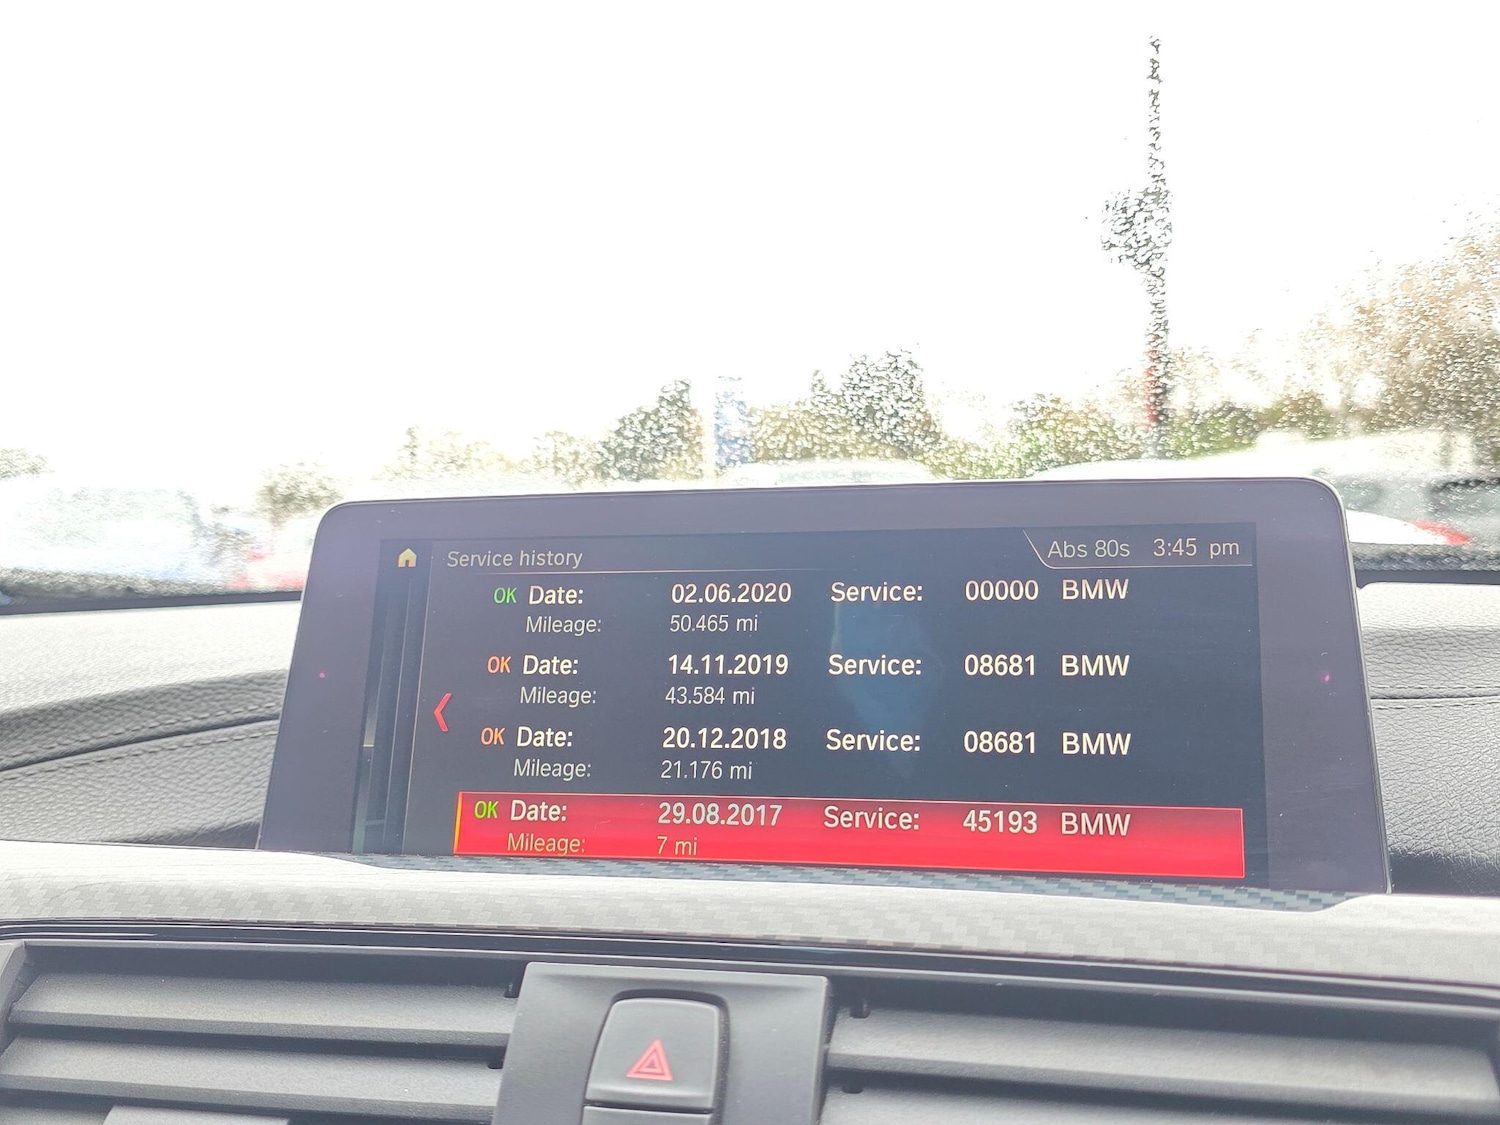 Service history Abs 80s 3:45 pm
OK Date: 02.06.2020 Service: 00000 BMW
Mileage: 50.465 mi
OK Date: 14.11.2019 Service: 08681 BMW
Mileage: 43.584 mi
OK Date: 20.12.2018 Service: 08681 BMW
Mileage: 21.176 mi
OK Date: 29.08.2017 Service: 45193 BMW
Mileage: 7 mi